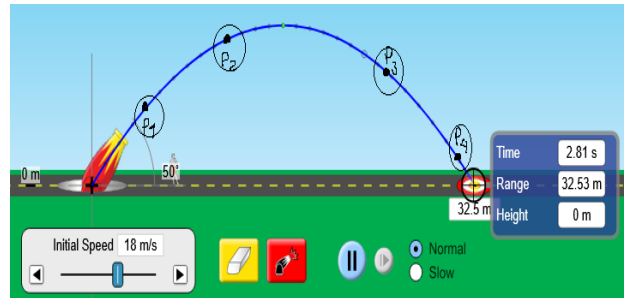 P2
P3
P1
P4
0 m
50°
32.5 m
Time 2.81 s
Range 32.53 m
Height 0 m
Initial Speed 18 m/s
Normal
Slow